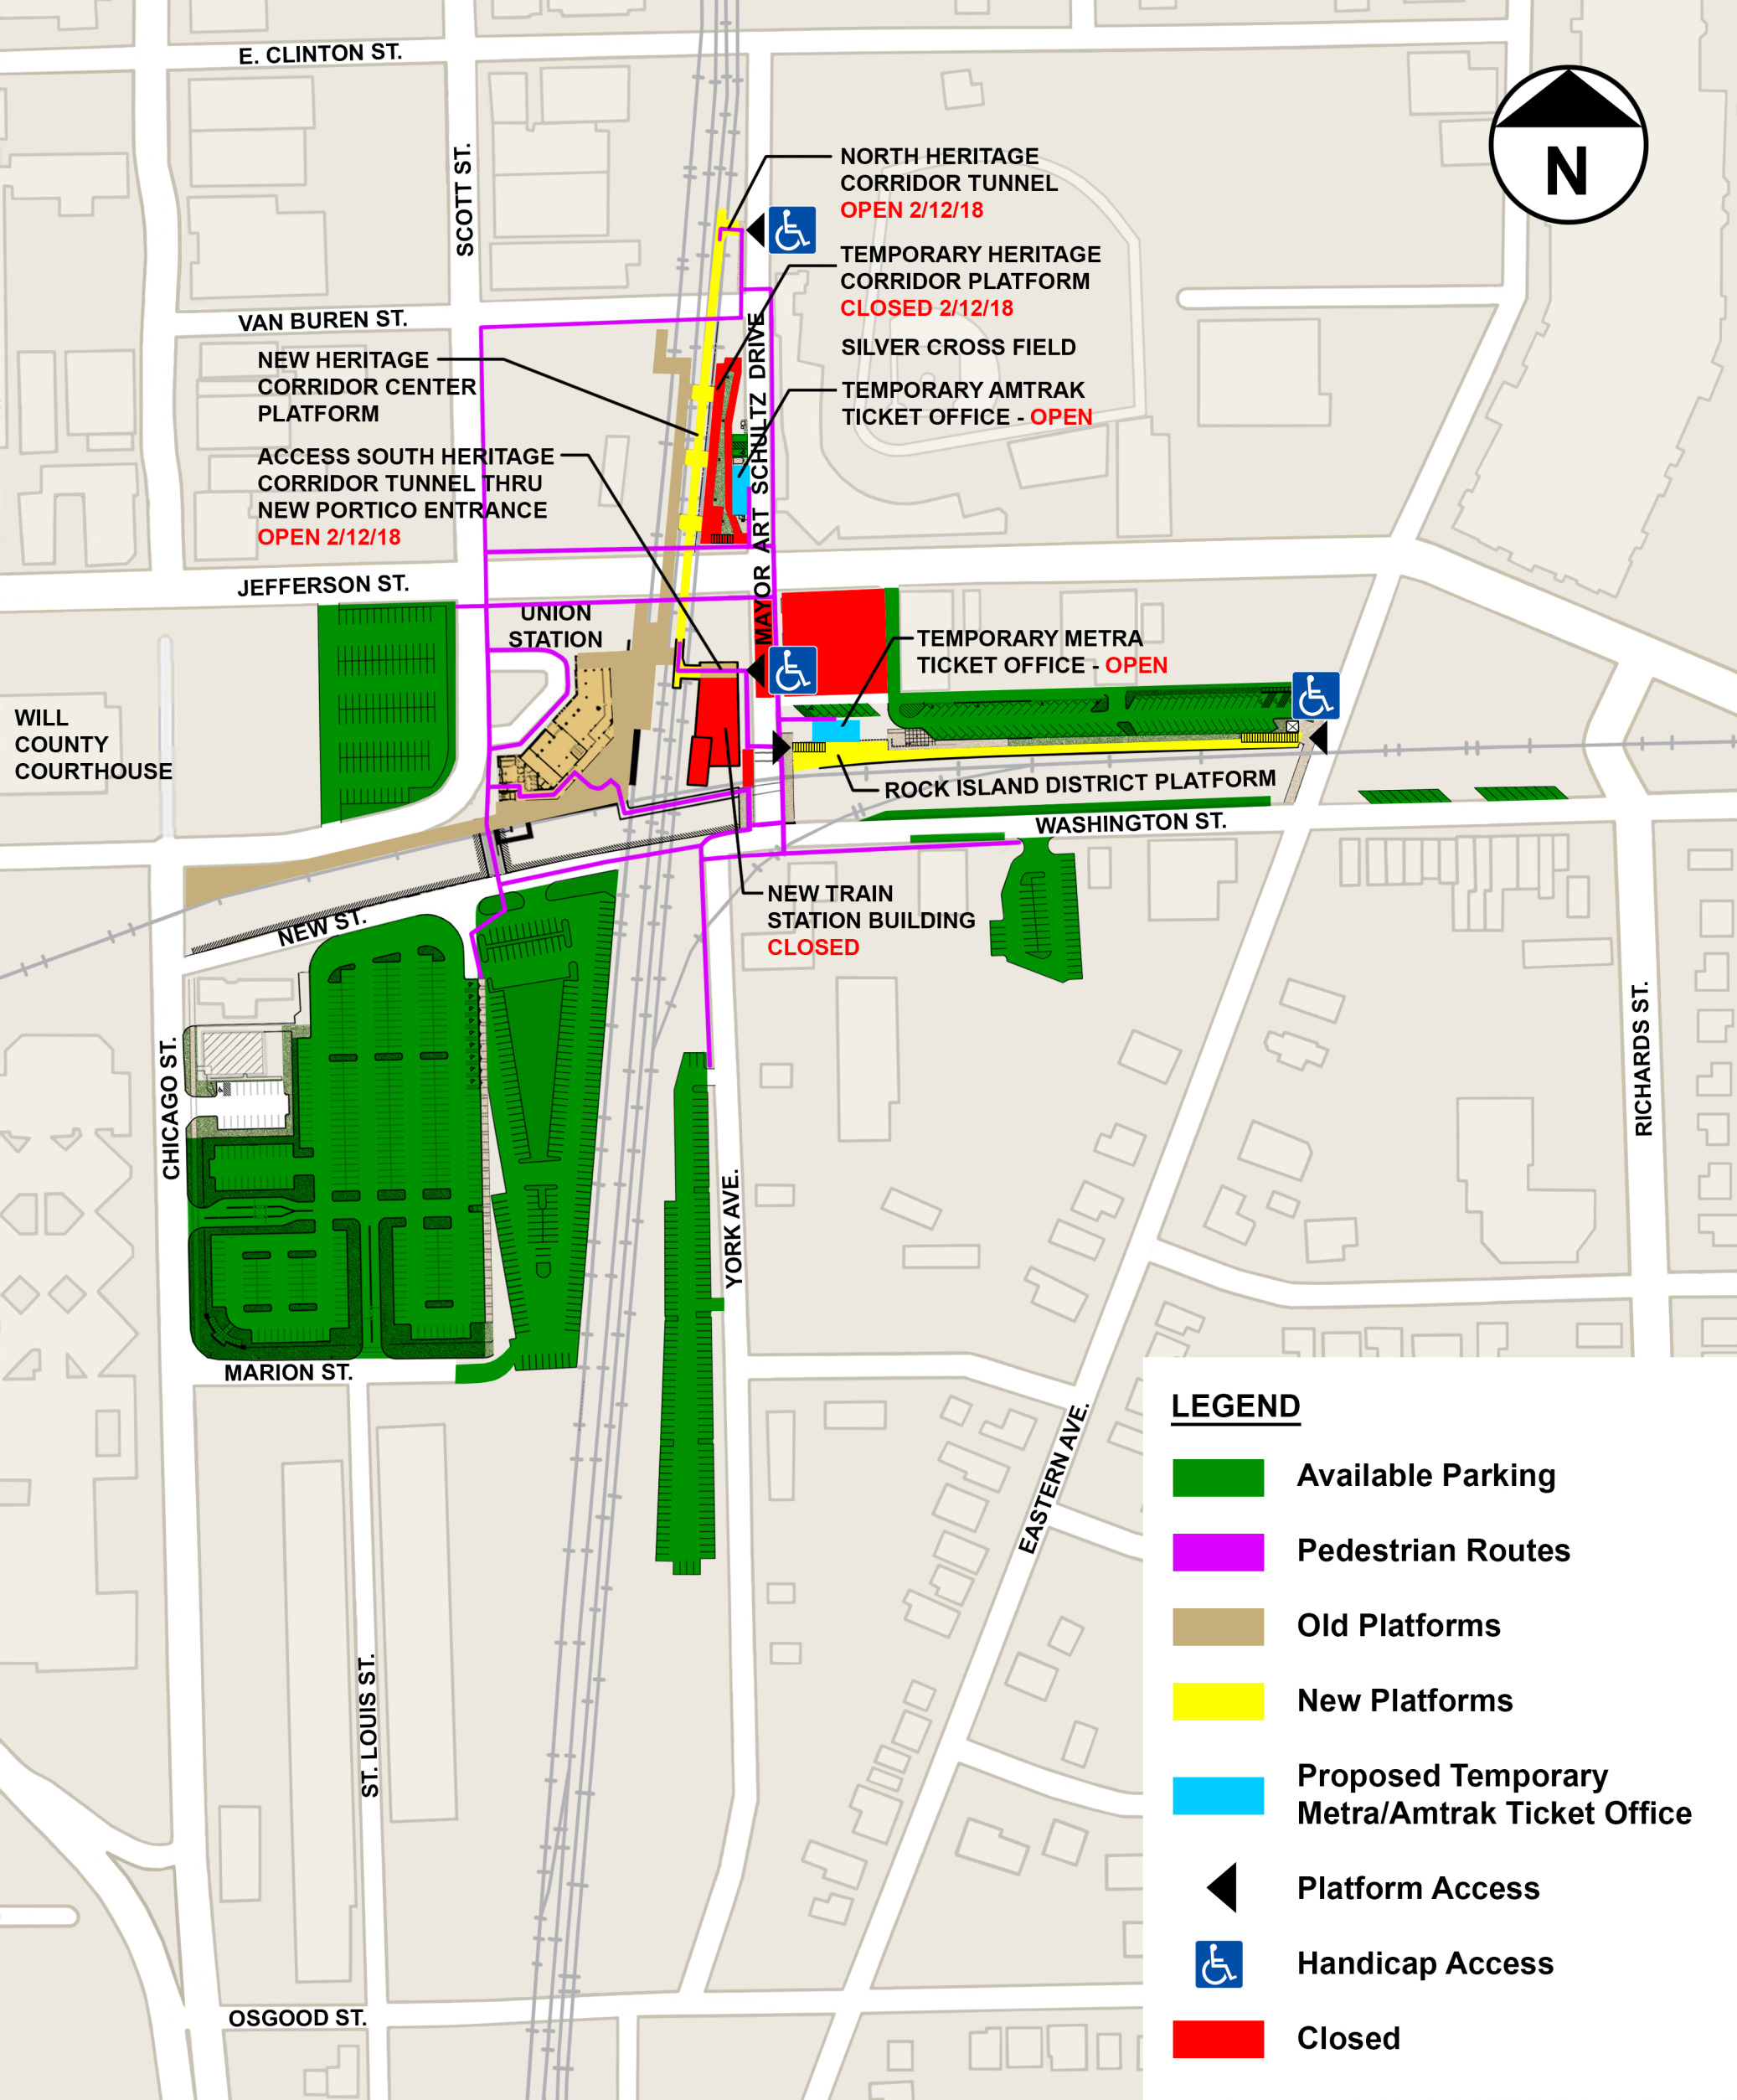 E. CLINTON ST.
SCOTT ST.
N
NORTH HERITAGE
CORRIDOR TUNNEL
OPEN 2/12/18
TEMPORARY HERITAGE
CORRIDOR PLATFORM
CLOSED 2/12/18
VAN BUREN ST.
SILVER CROSS FIELD
NEW HERITAGE
CORRIDOR CENTER
PLATFORM
TEMPORARY AMTRAK
TICKET OFFICE - OPEN
MAYOR ART SCHULTZ DRIVE
ACCESS SOUTH HERITAGE
CORRIDOR TUNNEL THRU
NEW PORTICO ENTRANCE
OPEN 2/12/18
JEFFERSON ST.
UNION
STATION
TEMPORARY METRA
TICKET OFFICE - OPEN
WILL
COUNTY
COURTHOUSE
ROCK ISLAND DISTRICT PLATFORM
WASHINGTON ST.
NEW TRAIN
STATION BUILDING
CLOSED
NEW ST.
CHICAGO ST.
RICHARDS ST.
YORK AVE.
MARION ST.
EASTERN AVE.
ST. LOUIS ST.
OSGOOD ST.
LEGEND
Available Parking
Pedestrian Routes
Old Platforms
New Platforms
Proposed Temporary
Metra/Amtrak Ticket Office
Platform Access
Handicap Access
Closed